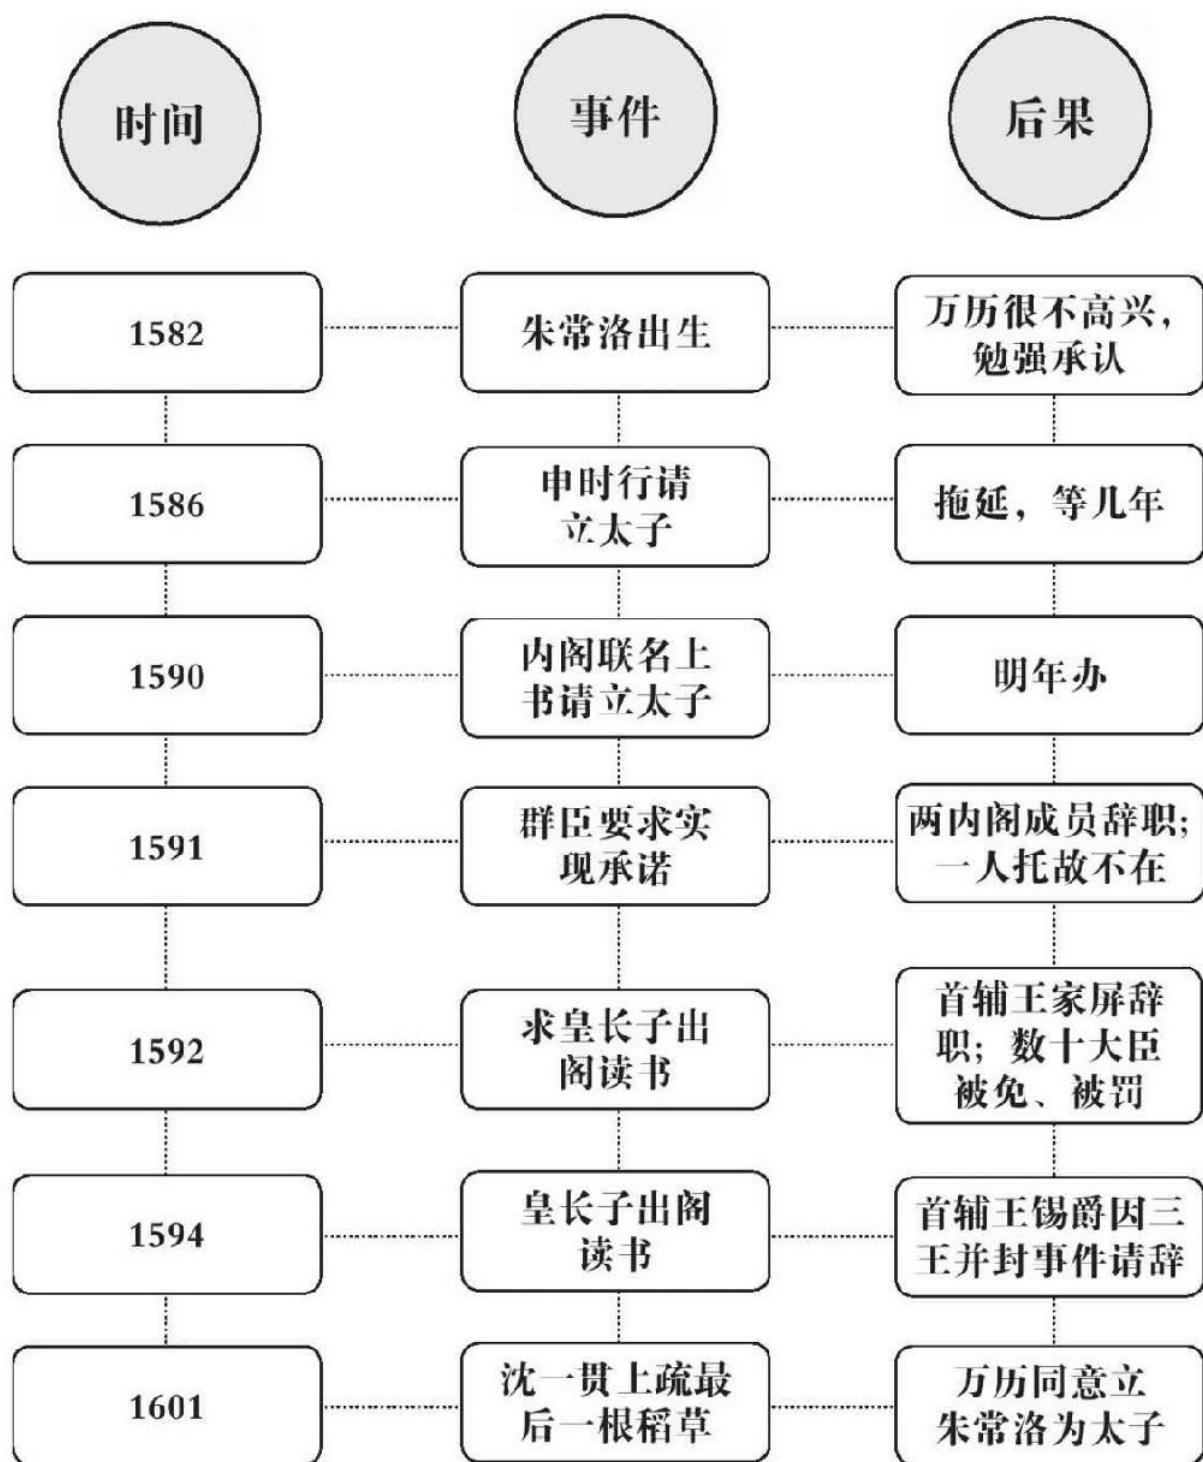 时间
事件
后果
1582
朱常洛出生
万历很不高兴，
勉强承认
1586
申时行请
立太子
拖延，等几年
1590
内阁联名上
书请立太子
明年办
1591
群臣要求实
现承诺
两内阁成员辞职；
一人托故不在
1592
求皇长子出
阁读书
首辅王家屏辞
职；数十大臣
被免、被罚
1594
皇长子出阁
读书
首辅王锡爵因三
王并封事件请辞
1601
沈一贯上疏最
后一根稻草
万历同意立
朱常洛为太子